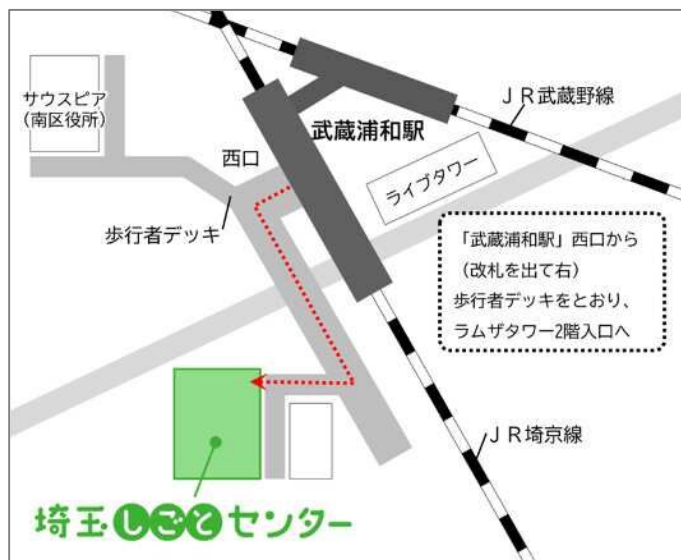 サウスピア
(南区役所)
JR武蔵野線
武蔵浦和駅
西口
ライブタワー
歩行者デッキ
「武蔵浦和駅」西口から
(改札を出て右)
歩行者デッキをとおり、
ラムザタワー2階入口へ
JR埼京線
埼玉しごとセンター